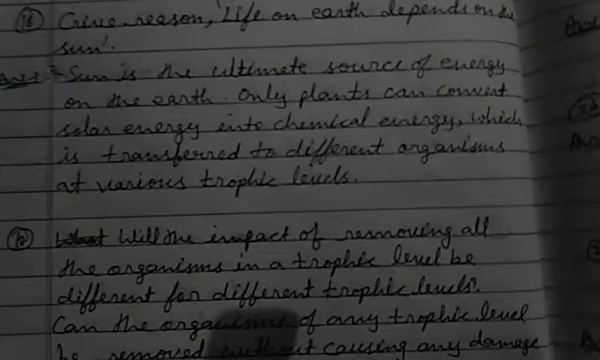 (18) Give reason, 'Life on earth depends on the
sun'.
Ans :- Sun is the ultimate source of energy
on the earth. Only plants can convert
solar energy into chemical energy, which
is transferred to different organisms
at various trophic levels.
Will the impact of removing all
the organisms in a trophic level be
different for different trophic levels?
Can the organisms of any trophic level
be removed without causing any damage